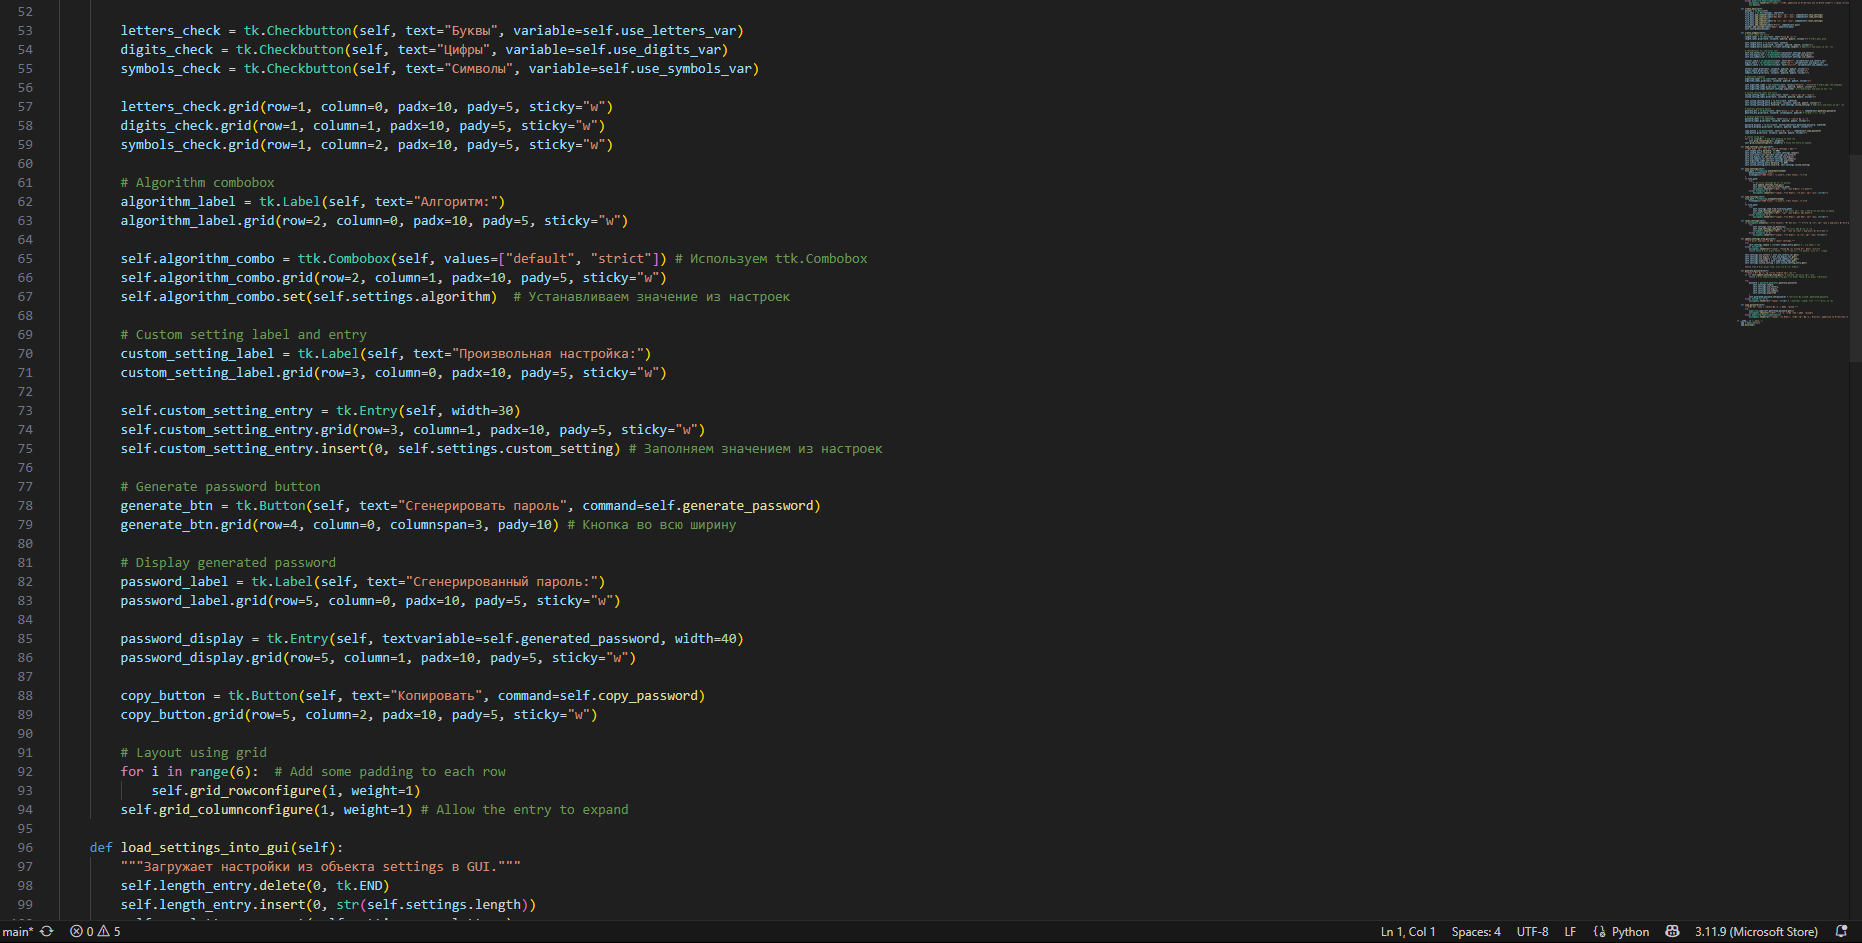 52
53 letters_check = tk.Checkbutton(self, text="Буквы", variable=self.use_letters_var)
54 digits_check = tk.Checkbutton(self, text="Цифры", variable=self.use_digits_var)
55 symbols_check = tk.Checkbutton(self, text="Символы", variable=self.use_symbols_var)
56
57 letters_check.grid(row=1, column=0, padx=10, pady=5, sticky="w")
58 digits_check.grid(row=1, column=1, padx=10, pady=5, sticky="w")
59 symbols_check.grid(row=1, column=2, padx=10, pady=5, sticky="w")
60
61 # Algorithm combobox
62 algorithm_label = tk.Label(self, text="Алгоритм:")
63 algorithm_label.grid(row=2, column=0, padx=10, pady=5, sticky="w")
64
65 self.algorithm_combo = ttk.Combobox(self, values=["default", "strict"]) # Используем ttk.Combobox
66 self.algorithm_combo.grid(row=2, column=1, padx=10, pady=5, sticky="w")
67 self.algorithm_combo.set(self.settings.algorithm)  # Устанавливаем значение из настроек
68
69 # Custom setting label and entry
70 custom_setting_label = tk.Label(self, text="Произвольная настройка:")
71 custom_setting_label.grid(row=3, column=0, padx=10, pady=5, sticky="w")
72
73 self.custom_setting_entry = tk.Entry(self, width=30)
74 self.custom_setting_entry.grid(row=3, column=1, padx=10, pady=5, sticky="w")
75 self.custom_setting_entry.insert(0, self.settings.custom_setting) # Заполняем значением из настроек
76
77 # Generate password button
78 generate_btn = tk.Button(self, text="Сгенерировать пароль", command=self.generate_password)
79 generate_btn.grid(row=4, column=0, columnspan=3, pady=10) # Кнопка во всю ширину
80
81 # Display generated password
82 password_label = tk.Label(self, text="Сгенерированный пароль:")
83 password_label.grid(row=5, column=0, padx=10, pady=5, sticky="w")
84
85 password_display = tk.Entry(self, textvariable=self.generated_password, width=40)
86 password_display.grid(row=5, column=1, padx=10, pady=5, sticky="w")
87
88 copy_button = tk.Button(self, text="Копировать", command=self.copy_password)
89 copy_button.grid(row=5, column=2, padx=10, pady=5, sticky="w")
90
91 # Layout using grid
92 for i in range(6):  # Add some padding to each row
93 self.grid_rowconfigure(i, weight=1)
94 self.grid_columnconfigure(1, weight=1) # Allow the entry to expand
95
96 def load_settings_into_gui(self):
97 """Загружает настройки из объекта settings в GUI."""
98 self.length_entry.delete(0, tk.END)
99 self.length_entry.insert(0, str(self.settings.length))
main* 0 5 Ln 1, Col 1 Spaces: 4 UTF-8 LF Python 3.11.9 (Microsoft Store)